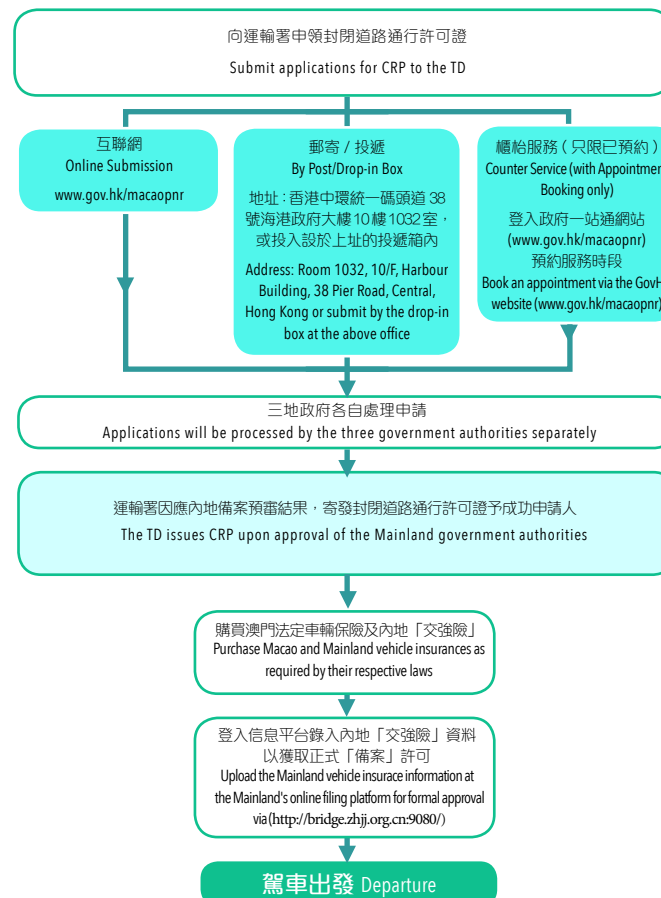 向運輸署申領封閉道路通行許可證
Submit applications for CRP to the TD
互聯網
Online Submission
www.gov.hk/macaopnr
郵寄 / 投遞
By Post/Drop-in Box
地址：香港中環統一碼頭道 38
號海港政府大樓10樓1032室，
或投入設於上址的投遞箱內
Address: Room 1032, 10/F, Harbour
Building, 38 Pier Road, Central,
Hong Kong or submit by the drop-in
box at the above office
櫃枱服務（只限已預約）
Counter Service (with Appointmen
Booking only)
登入政府一站通網站
(www.gov.hk/macaopnr)
預約服務時段
Book an appointment via the GovH
website (www.gov.hk/macaopnr)
三地政府各自處理申請
Applications will be processed by the three government authorities separately
運輸署因應內地備案預審結果，寄發封閉道路通行許可證予成功申請人
The TD issues CRP upon approval of the Mainland government authorities
購買澳門法定車輛保險及內地「交強險」
Purchase Macao and Mainland vehicle insurances as
required by their respective laws
登入信息平台錄入內地「交強險」資料
以獲取正式「備案」許可
Upload the Mainland vehicle insurace information at
the Mainland's online filing platform for formal approval
via(http://bridge.zhjj.org.cn:9080/)
駕車出發 Departure